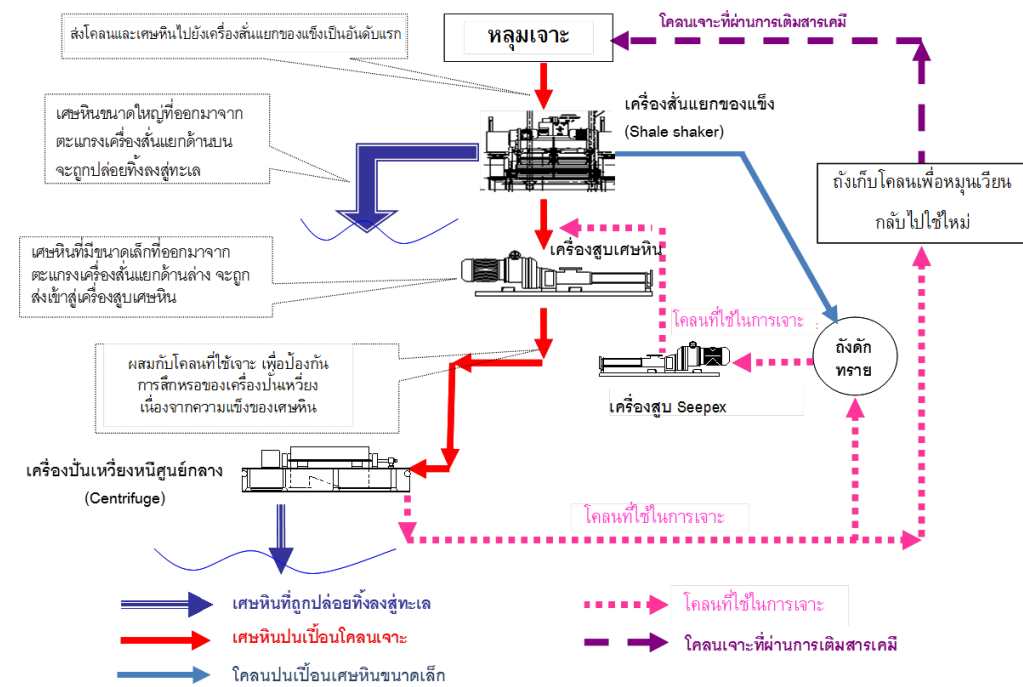 โคลนเจาะที่ผ่านการเติมสารเคมี
ส่งโคลนและเศษหินไปยังเครื่องสั่นแยกของแข็งเป็นอันดับแรก
หลุมเจาะ
เศษหินขนาดใหญ่ที่ออกมาจาก
ตะแกรงเครื่องสั่นแยกด้านบน
จะถูกปล่อยทิ้งลงสู่ทะเล
เครื่องสั่นแยกของแข็ง
(Shale shaker)
ถังเก็บโคลนเพื่อหมุนเวียน
กลับไปใช้ใหม่
เศษหินที่มีขนาดเล็กที่ออกมาจาก
ตะแกรงเครื่องสั่นแยกด้านล่าง จะถูก
ส่งเข้าสู่เครื่องสูบเศษหิน
เครื่องสูบเศษหิน
โคลนที่ใช้ในการเจาะ
ถังดัก
ทราย
ผสมกับโคลนที่ใช้เจาะ เพื่อป้องกัน
การสึกหรอของเครื่องปั่นเหวี่ยง
เนื่องจากความแข็งของเศษหิน
เครื่องสูบ Seepex
เครื่องปั่นเหวี่ยงหนีศูนย์กลาง
(Centrifuge)
โคลนที่ใช้ในการเจาะ
เศษหินที่ถูกปล่อยทิ้งลงสู่ทะเล
โคลนที่ใช้ในการเจาะ
เศษหินปนเปื้อนโคลนเจาะ
โคลนเจาะที่ผ่านการเติมสารเคมี
โคลนปนเปื้อนเศษหินขนาดเล็ก